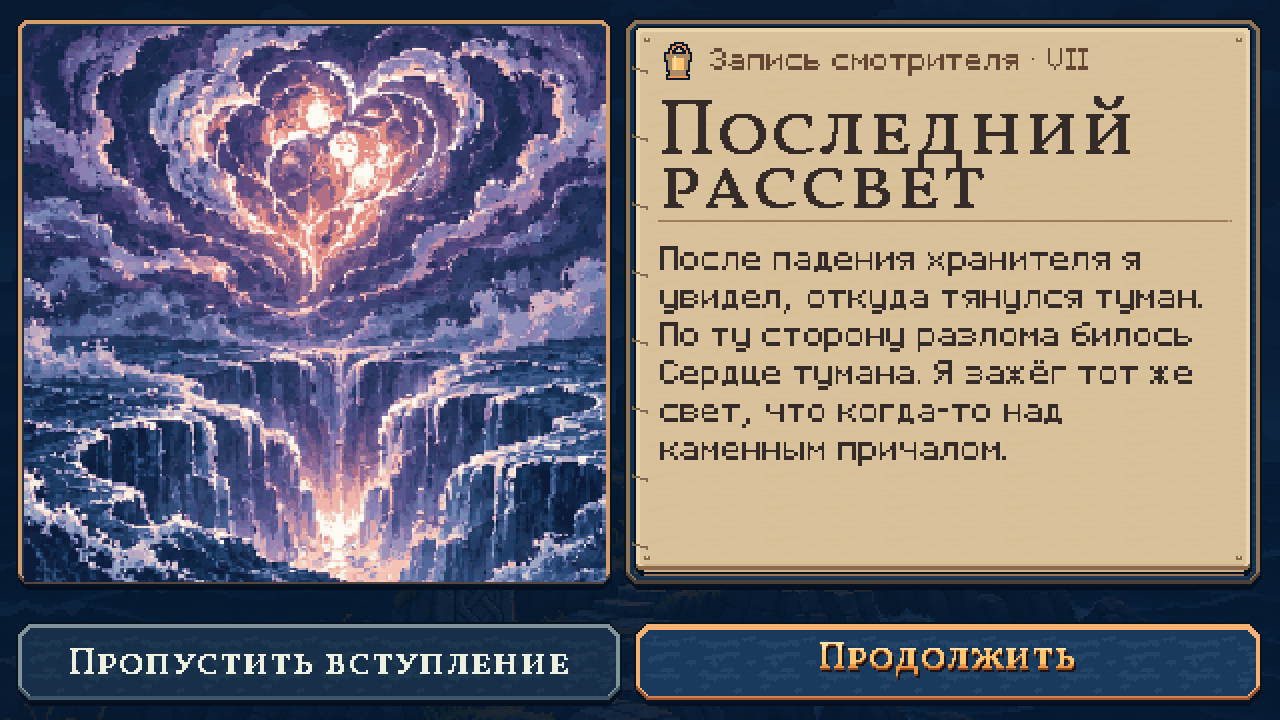 Запись смотрителя · VII
Последний
рассвет
После падения хранителя я
увидел, откуда тянулся туман.
По ту сторону разлома билось
Сердце тумана. Я зажёг тот же
свет, что когда-то над
каменным причалом.
Пропустить вступление
Продолжить